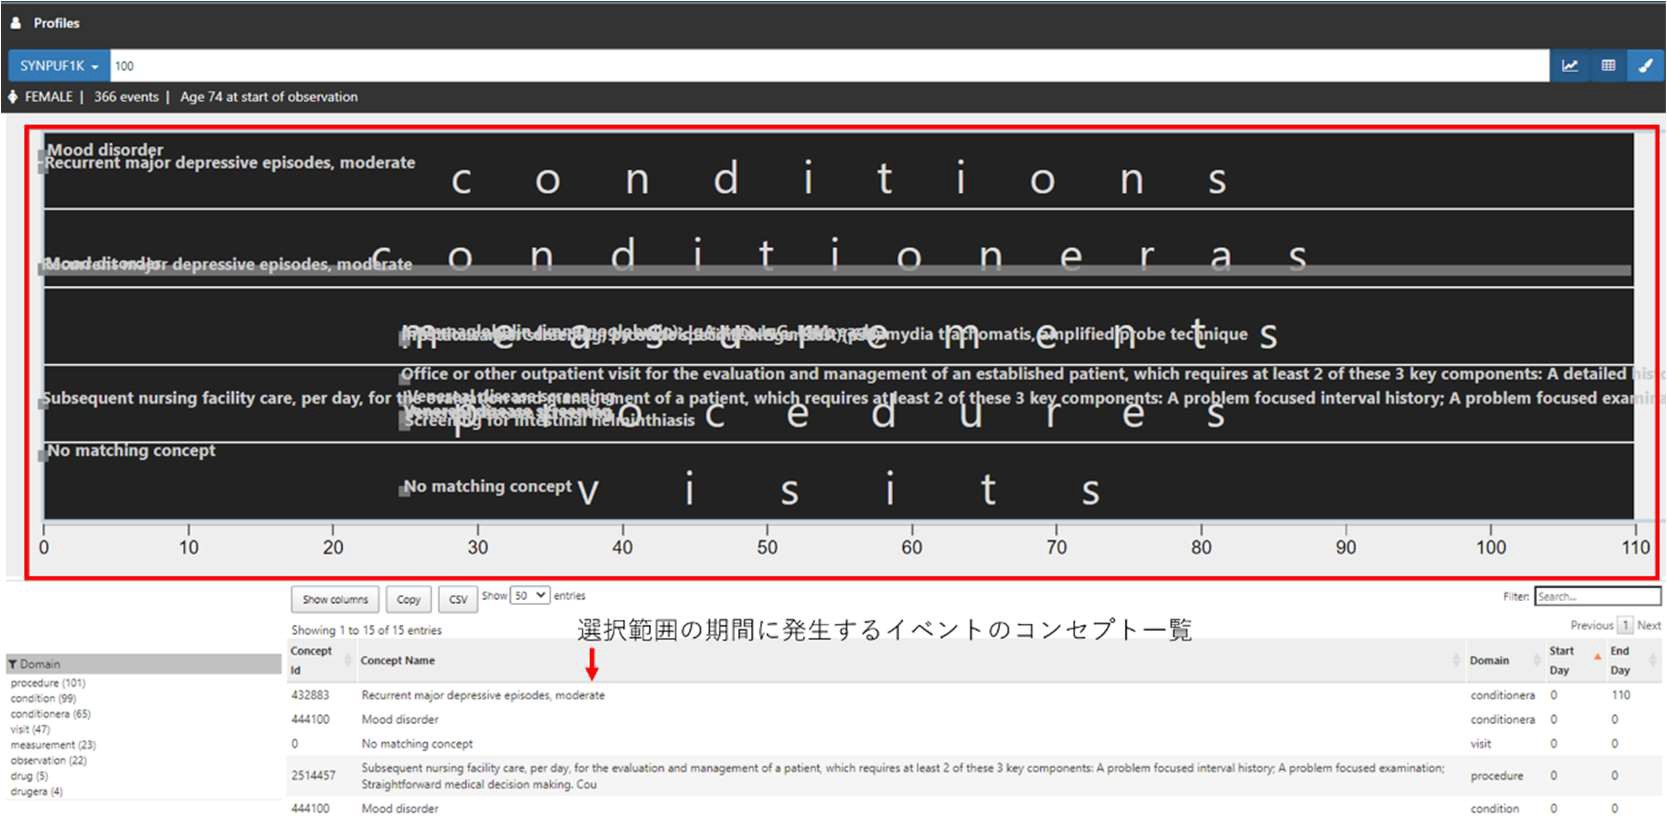 Profiles
SYNPUF1K 100
FEMALE | 366 events | Age 74 at start of observation
Mood disorder
Recurrent major depressive episodes, moderate
conditions
conditioneras
Mood disorder
Recurrent major depressive episodes, moderate
measurements
chlamydia trachomatis, amplified probe technique
Office or other outpatient visit for the evaluation and management of an established patient, which requires at least 2 of these 3 key components: A detailed
Subsequent nursing facility care, per day, for the evaluation and management of a patient, which requires at least 2 of these 3 key components: A problem focused interval history; A problem focused
Venereal disease screening
Venereal disease screening
procedures
Screening for intestinal helminthiasis
No matching concept
No matching concept
visits
0 10 20 30 40 50 60 70 80 90 100 110
Show columns Copy CSV Show 50 entries Filter: Search...
Showing 1 to 15 of 15 entries
選択範囲の期間に発生するイベントのコンセプト一覧
Previous 1 Next
Concept Id Concept Name Domain Start Day End Day
Domain
procedure (101)
condition (99)
conditionera (65)
visit (47)
measurement (23)
observation (22)
drug (5)
drugera (4)
432883 Recurrent major depressive episodes, moderate conditionera 0 110
444100 Mood disorder conditionera 0 0
0 No matching concept visit 0 0
2514457 Subsequent nursing facility care, per day, for the evaluation and management of a patient, which requires at least 2 of these 3 key components: A problem focused interval history; A problem focused examination;
Straightforward medical decision making. Cou procedure 0 0
444100 Mood disorder condition 0 0